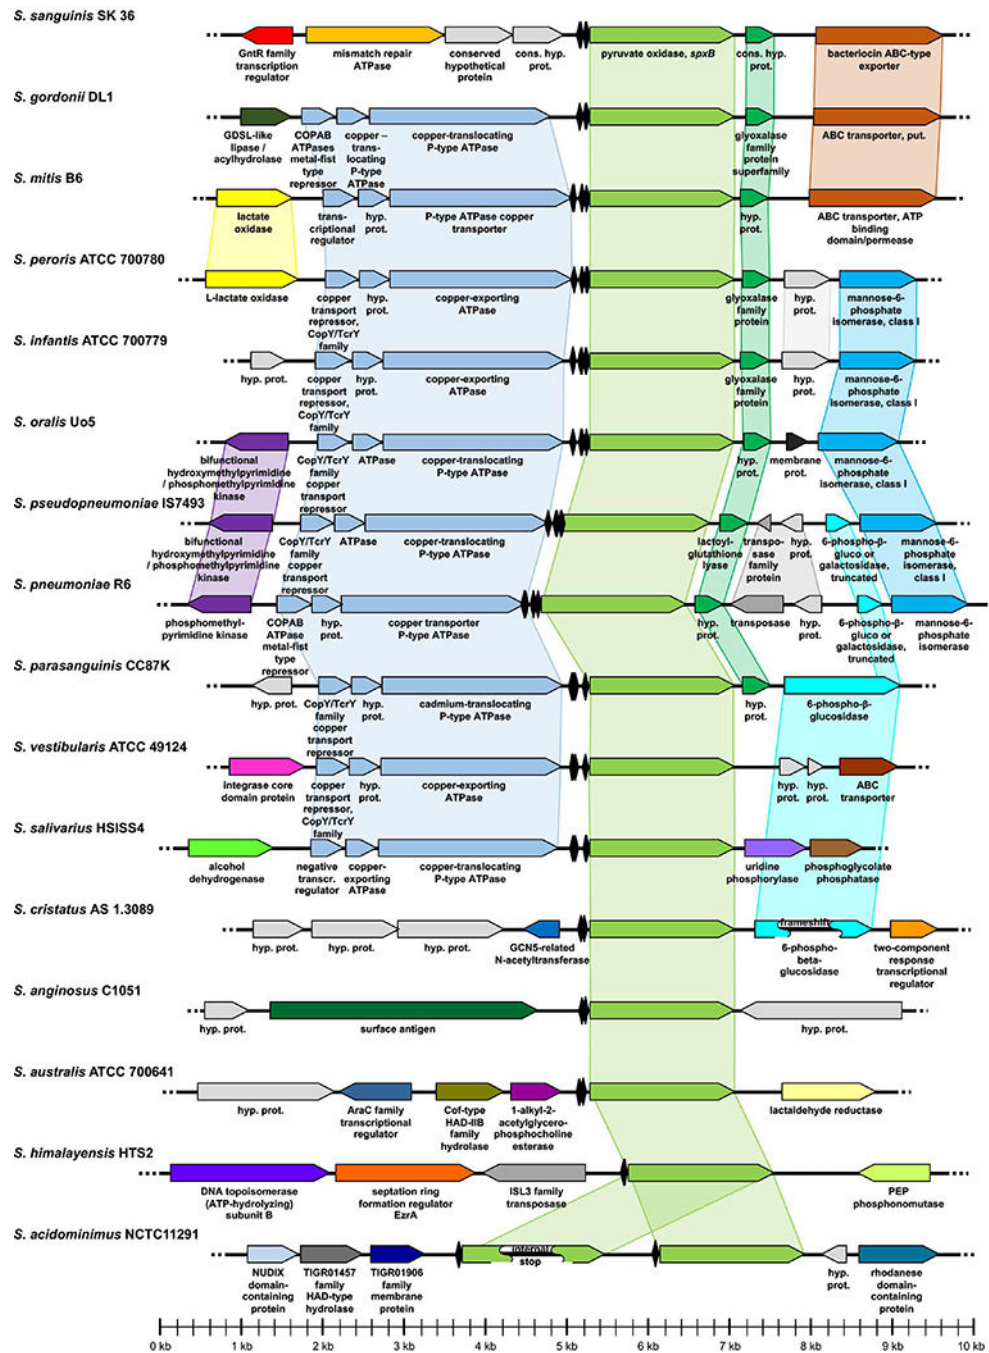 S. sanguinis SK 36
GntR family
transcription
regulator
mismatch repair
ATPase
conserved
hypothetical
protein
cons. hyp.
prot.
pyruvate oxidase, spxB
cons. hyp.
prot.
bacteriocin ABC-type
exporter
S. gordonii DL1
GDSL-like
lipase /
acylhydrolase
COPAB
ATPases
metal-fist
type
repressor
copper –
trans-
locating
P-type
ATPase
copper-translocating
P-type ATPase
glyoxalase
family
protein
superfamily
ABC transporter, put.
S. mitis B6
lactate
oxidase
trans-
criptional
regulator
hyp.
prot.
P-type ATPase copper
transporter
hyp.
prot.
ABC transporter, ATP
binding
domain/permease
S. peroris ATCC 700780
L-lactate oxidase
copper
transport
repressor,
CopY/TcrY
family
hyp.
prot.
copper-exporting
ATPase
glyoxalase
family
protein
hyp.
prot.
mannose-6-
phosphate
isomerase, class I
S. infantis ATCC 700779
hyp. prot.
copper
transport
repressor,
CopY/TcrY
family
hyp.
prot.
copper-exporting
ATPase
glyoxalase
family
protein
hyp.
prot.
mannose-6-
phosphate
isomerase, class I
S. oralis Uo5
bifunctional
hydroxymethylpyrimidine
/ phosphomethylpyrimidine
kinase
CopY/TcrY
family
copper
transport
repressor
ATPase
copper-translocating
P-type ATPase
hyp.
prot.
membrane
prot.
mannose-6-
phosphate
isomerase, class I
S. pseudopneumoniae IS7493
bifunctional
hydroxymethylpyrimidine
/ phosphomethylpyrimidine
kinase
CopY/TcrY
family
copper
transport
repressor
ATPase
copper-translocating
P-type ATPase
lactoyl-
glutathione
lyase
transpo-
sase
family
protein
hyp.
prot.
6-phospho-β-
gluco or
galactosidase,
truncated
mannose-6-
phosphate
isomerase,
class I
S. pneumoniae R6
phosphomethyl-
pyrimidine kinase
COPAB
ATPase
metal-fist
type
repressor
hyp.
prot.
copper transporter
P-type ATPase
hyp.
prot.
transposase
hyp.
prot.
6-phospho-β-
gluco or
galactosidase,
truncated
mannose-6-
phosphate
isomerase
S. parasanguinis CC87K
hyp. prot.
CopY/TcrY
family
copper
transport
repressor
hyp.
prot.
cadmium-translocating
P-type ATPase
hyp.
prot.
6-phospho-β-
glucosidase
S. vestibularis ATCC 49124
integrase core
domain protein
copper
transport
repressor,
CopY/TcrY
family
hyp.
prot.
copper-exporting
ATPase
hyp.
prot.
hyp.
prot.
ABC
transporter
S. salivarius HSISS4
alcohol
dehydrogenase
negative
transcr.
regulator
copper-
exporting
ATPase
copper-translocating
P-type ATPase
uridine
phosphorylase
phosphoglycolate
phosphatase
S. cristatus AS 1.3089
hyp. prot.
hyp. prot.
hyp. prot.
GCN5-related
N-acetyltransferase
frameshift
6-phospho-
beta-
glucosidase
two-component
response
transcriptional
regulator
S. anginosus C1051
hyp. prot.
surface antigen
hyp. prot.
S. australis ATCC 700641
hyp. prot.
AraC family
transcriptional
regulator
Cof-type
HAD-IIB
family
hydrolase
1-alkyl-2-
acetylglycero-
phosphocholine
esterase
lactaldehyde reductase
S. himalayensis HTS2
DNA topoisomerase
(ATP-hydrolyzing)
subunit B
septation ring
formation regulator
EzrA
ISL3 family
transposase
PEP
phosphonomutase
S. acidominimus NCTC11291
NUDIX
domain-
containing
protein
TIGR01457
family
HAD-type
hydrolase
TIGR01906
family
membrane
protein
internal
stop
hyp.
prot.
rhodanese
domain-
containing
protein
0 kb 1 kb 2 kb 3 kb 4 kb 5 kb 6 kb 7 kb 8 kb 9 kb 10 kb